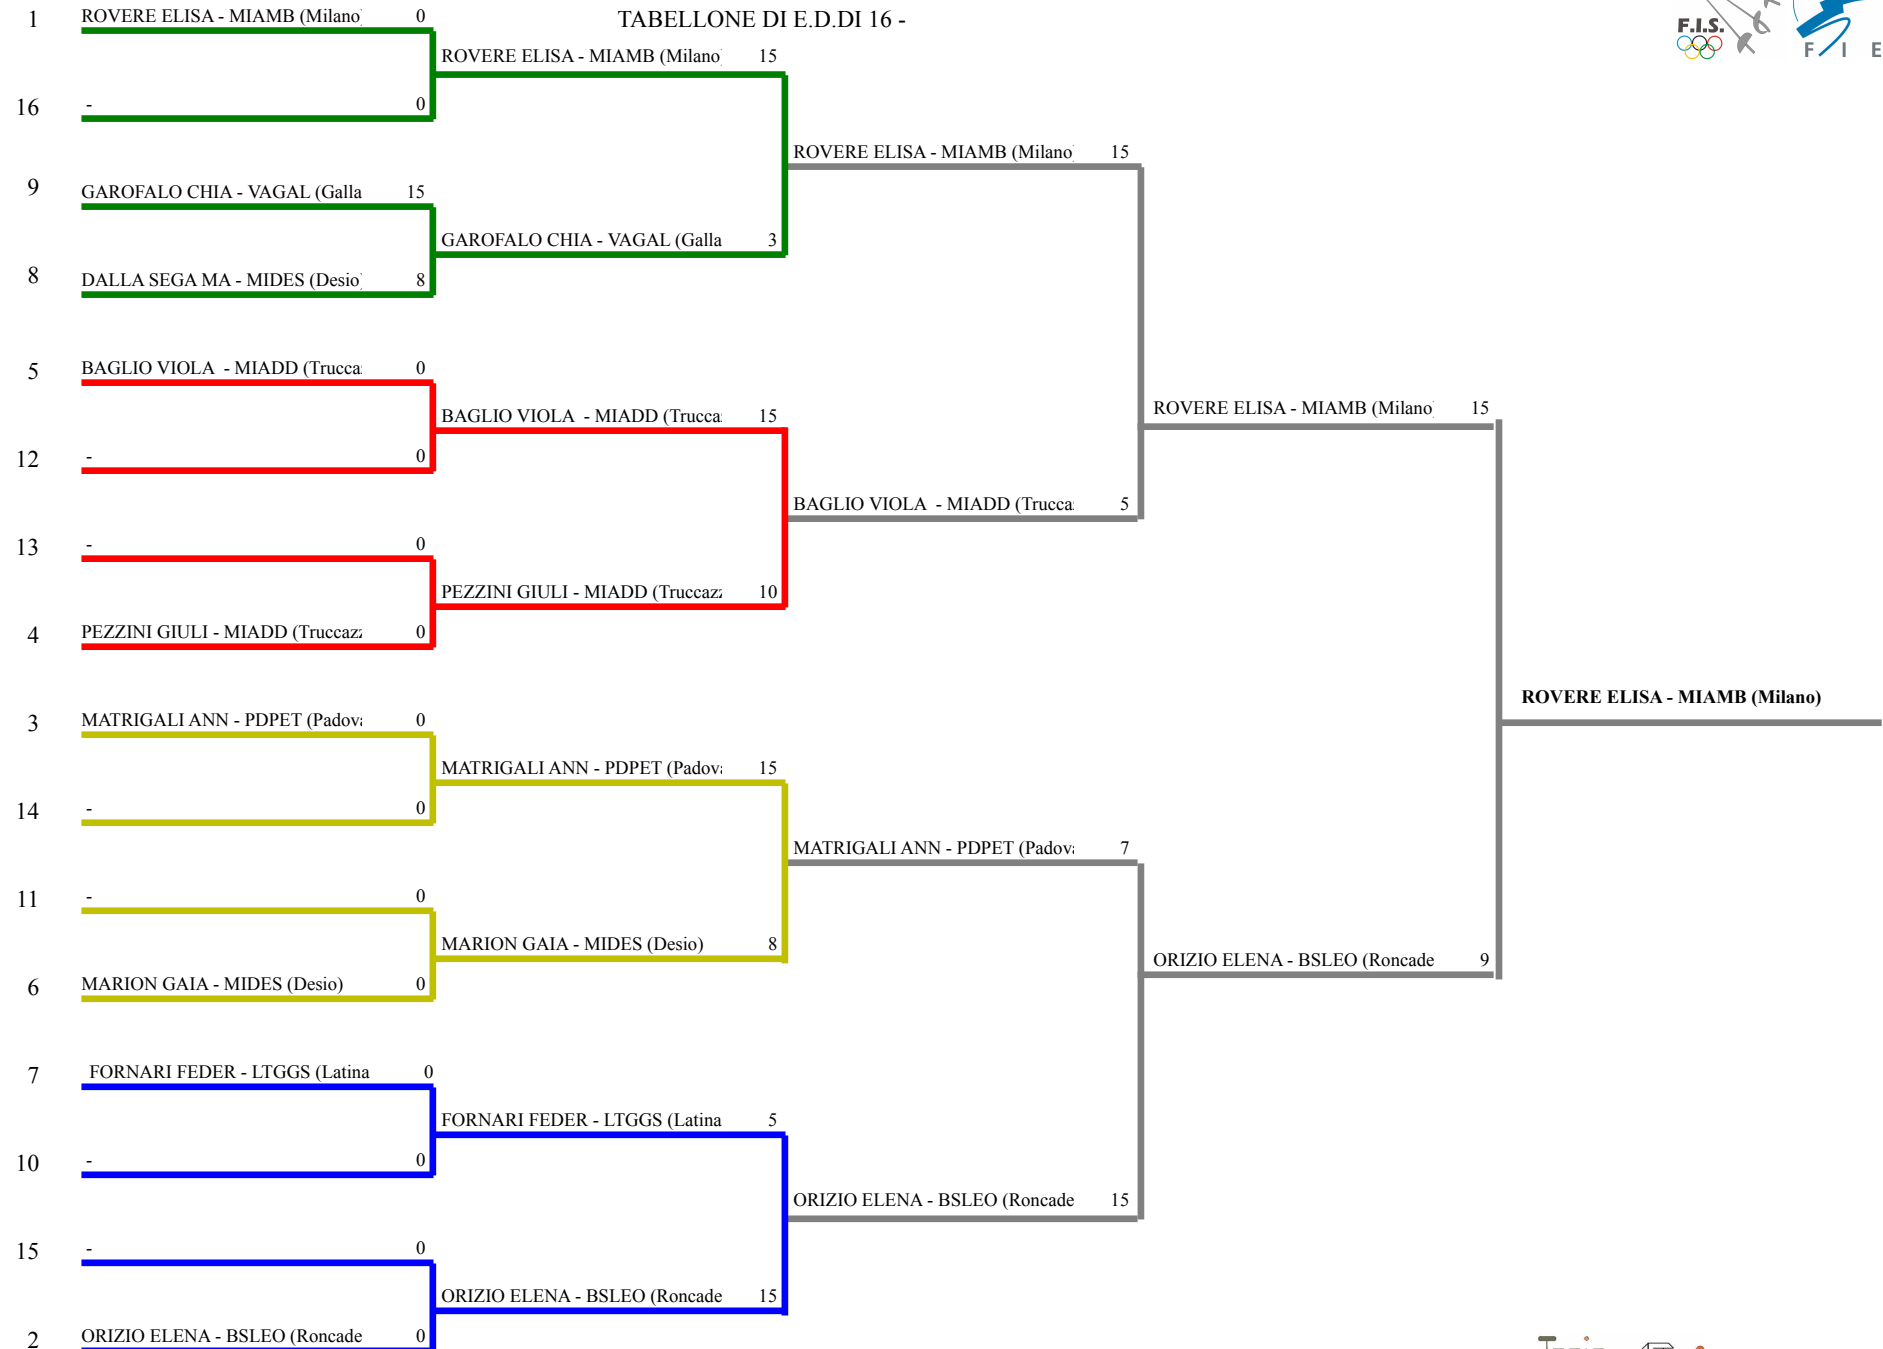 TABELLONE DI E.D.DI 16 -
F.I.S.
F I E
1 ROVERE ELISA - MIAMB (Milano) 0
ROVERE ELISA - MIAMB (Milano) 15
16 - 0
ROVERE ELISA - MIAMB (Milano) 15
9 GAROFALO CHIA - VAGAL (Galla 15
GAROFALO CHIA - VAGAL (Galla 3
8 DALLA SEGA MA - MIDES (Desio) 8
5 BAGLIO VIOLA - MIADD (Trucca 0
BAGLIO VIOLA - MIADD (Trucca 15
ROVERE ELISA - MIAMB (Milano) 15
12 - 0
BAGLIO VIOLA - MIADD (Trucca 5
13 - 0
PEZZINI GIULI - MIADD (Truccaz 10
4 PEZZINI GIULI - MIADD (Truccaz 0
ROVERE ELISA - MIAMB (Milano)
3 MATRIGALI ANN - PDPET (Padov 0
MATRIGALI ANN - PDPET (Padov 15
14 - 0
MATRIGALI ANN - PDPET (Padov 7
11 - 0
MARION GAIA - MIDES (Desio) 8
ORIZIO ELENA - BSLEO (Roncade 9
6 MARION GAIA - MIDES (Desio) 0
7 FORNARI FEDER - LTGGS (Latina 0
FORNARI FEDER - LTGGS (Latina 5
10 - 0
ORIZIO ELENA - BSLEO (Roncade 15
15 - 0
ORIZIO ELENA - BSLEO (Roncade 15
2 ORIZIO ELENA - BSLEO (Roncade 0